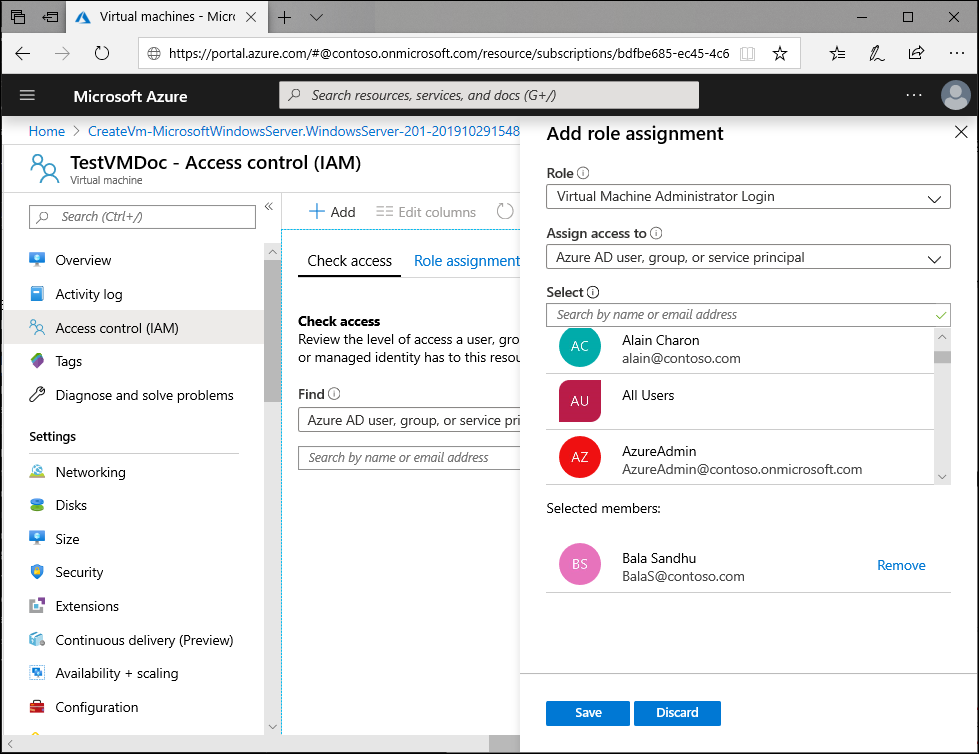 Virtual machines - Micro
https://portal.azure.com/#@contoso.onmicrosoft.com/resource/subscriptions/bdfbe685-ec45-4c6
Microsoft Azure
Search resources, services, and docs (G+/)
Home > CreateVm-MicrosoftWindowsServer.WindowsServer-201-201910291548
TestVMDoc - Access control (IAM)
Virtual machine
Search (Ctrl+/)
Overview
Activity log
Access control (IAM)
Tags
Diagnose and solve problems
Settings
Networking
Disks
Size
Security
Extensions
Continuous delivery (Preview)
Availability + scaling
Configuration
Add
Edit columns
Check access
Role assignment
Check access
Review the level of access a user, gro
or managed identity has to this resou
Find
Azure AD user, group, or service pri
Search by name or email address
Add role assignment
Role
Virtual Machine Administrator Login
Assign access to
Azure AD user, group, or service principal
Select
Search by name or email address
AC
Alain Charon
alain@contoso.com
AU
All Users
AZ
AzureAdmin
AzureAdmin@contoso.onmicrosoft.com
Selected members:
BS
Bala Sandhu
BalaS@contoso.com
Remove
Save
Discard